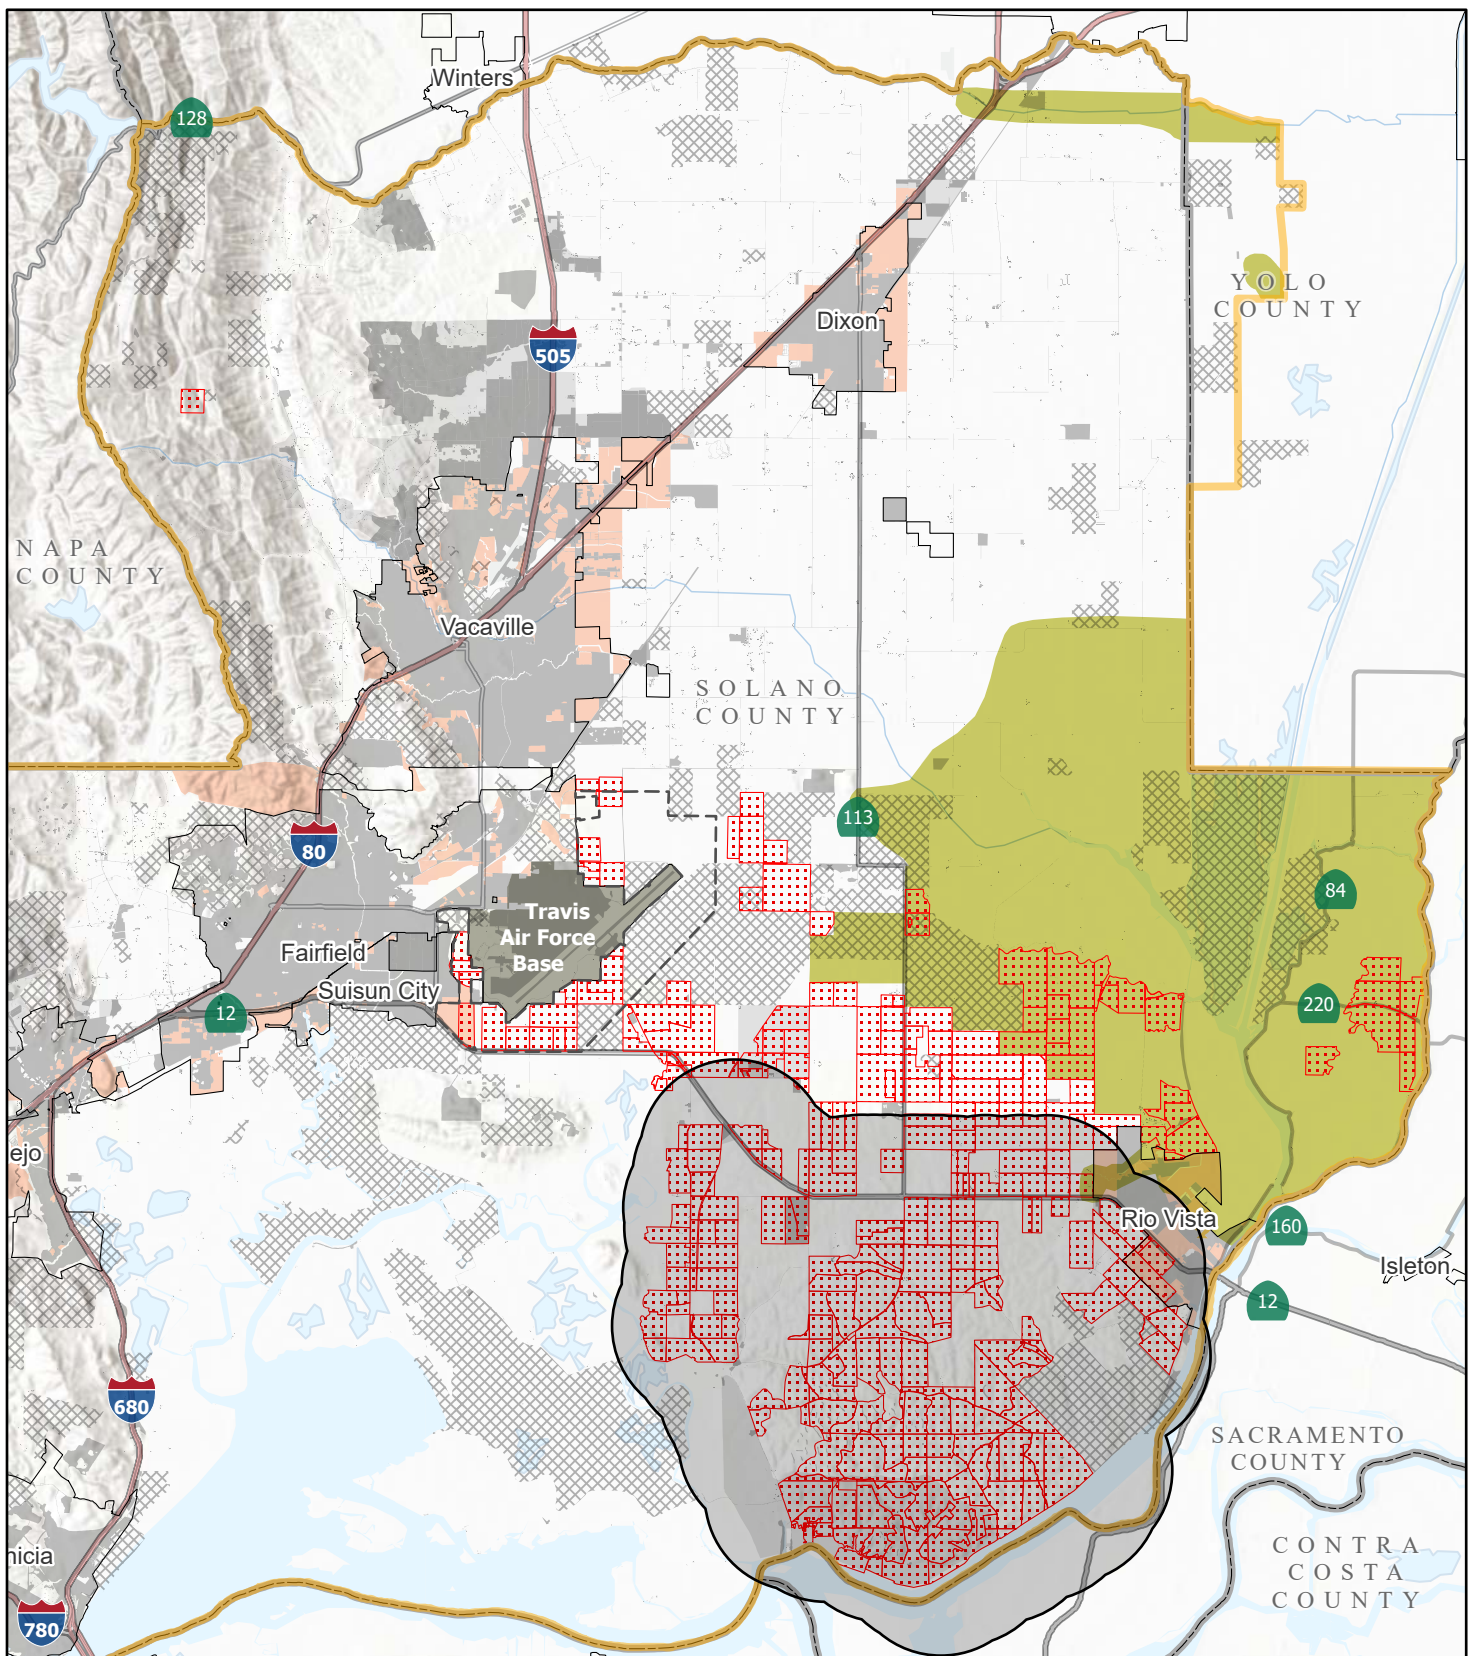 Winters
128
YOLO
COUNTY
Dixon
505
NAPA
COUNTY
Vacaville
SOLANO
COUNTY
113
80
84
Travis
Air Force
Base
Fairfield
Suisun City
220
12
ejo
Rio Vista
160
Isleton
12
680
SACRAMENTO
COUNTY
CONTRA
COSTA
COUNTY
nicia
780